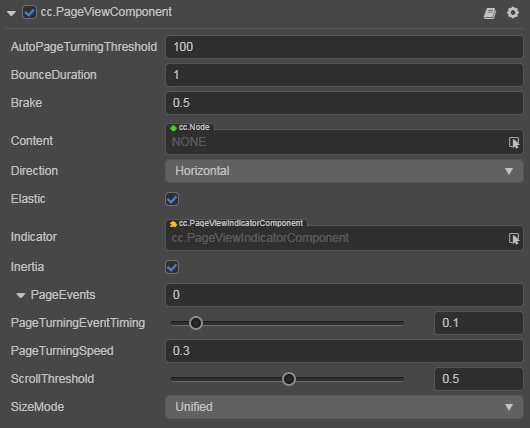 cc.PageViewComponent
AutoPageTurningThreshold 100
BounceDuration 1
Brake 0.5
cc.Node
Content NONE
Direction Horizontal
Elastic
cc.PageViewIndicatorComponent
Indicator cc.PageViewIndicatorComponent
Inertia
PageEvents 0
PageTurningEventTiming 0.1
PageTurningSpeed 0.3
ScrollThreshold 0.5
SizeMode Unified